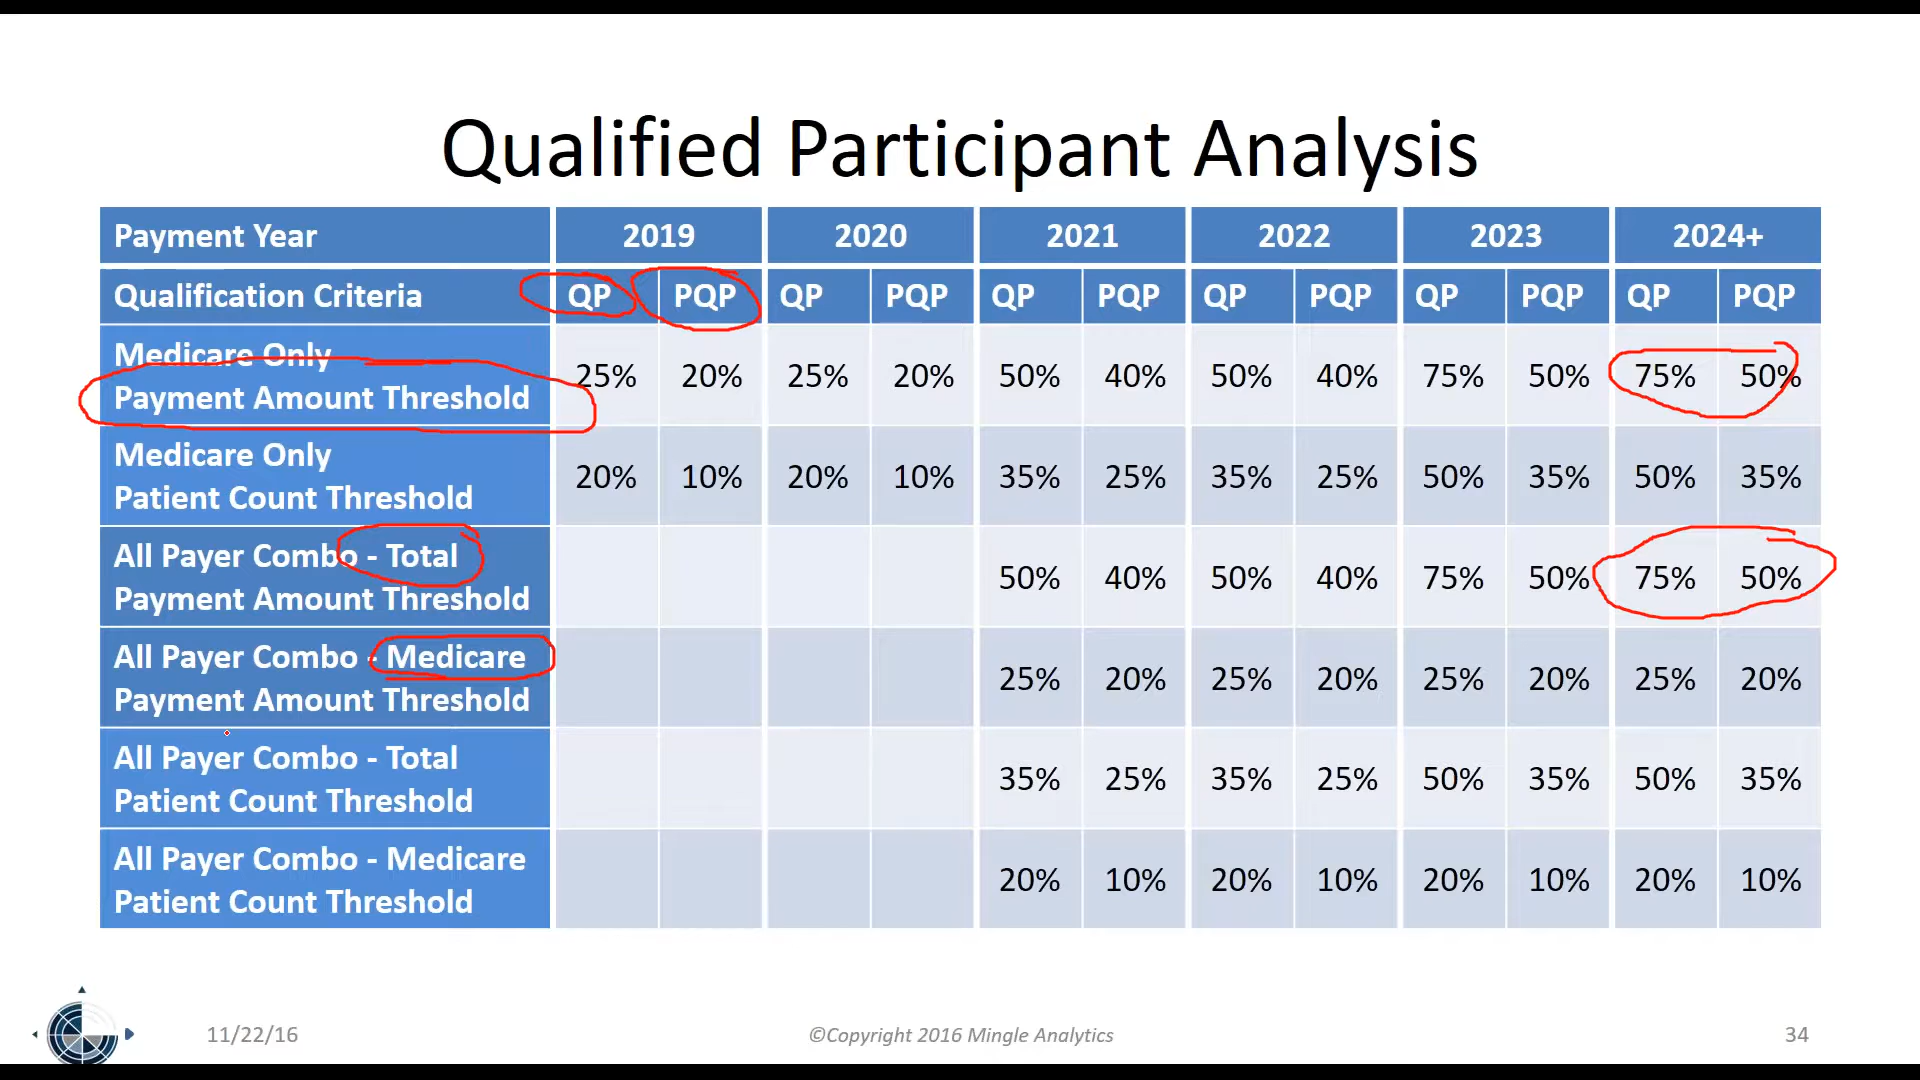 Qualified Participant Analysis
Payment Year 2019 2020 2021 2022 2023 2024+
Qualification Criteria QP PQP QP PQP QP PQP QP PQP QP PQP QP PQP
Medicare Only
Payment Amount Threshold 25% 20% 25% 20% 50% 40% 50% 40% 75% 50% 75% 50%
Medicare Only
Patient Count Threshold 20% 10% 20% 10% 35% 25% 35% 25% 50% 35% 50% 35%
All Payer Combo - Total
Payment Amount Threshold 50% 40% 50% 40% 75% 50% 75% 50%
All Payer Combo - Medicare
Payment Amount Threshold 25% 20% 25% 20% 25% 20% 25% 20%
All Payer Combo - Total
Patient Count Threshold 35% 25% 35% 25% 50% 35% 50% 35%
All Payer Combo - Medicare
Patient Count Threshold 20% 10% 20% 10% 20% 10% 20% 10%
11/22/16 ©Copyright 2016 Mingle Analytics 34